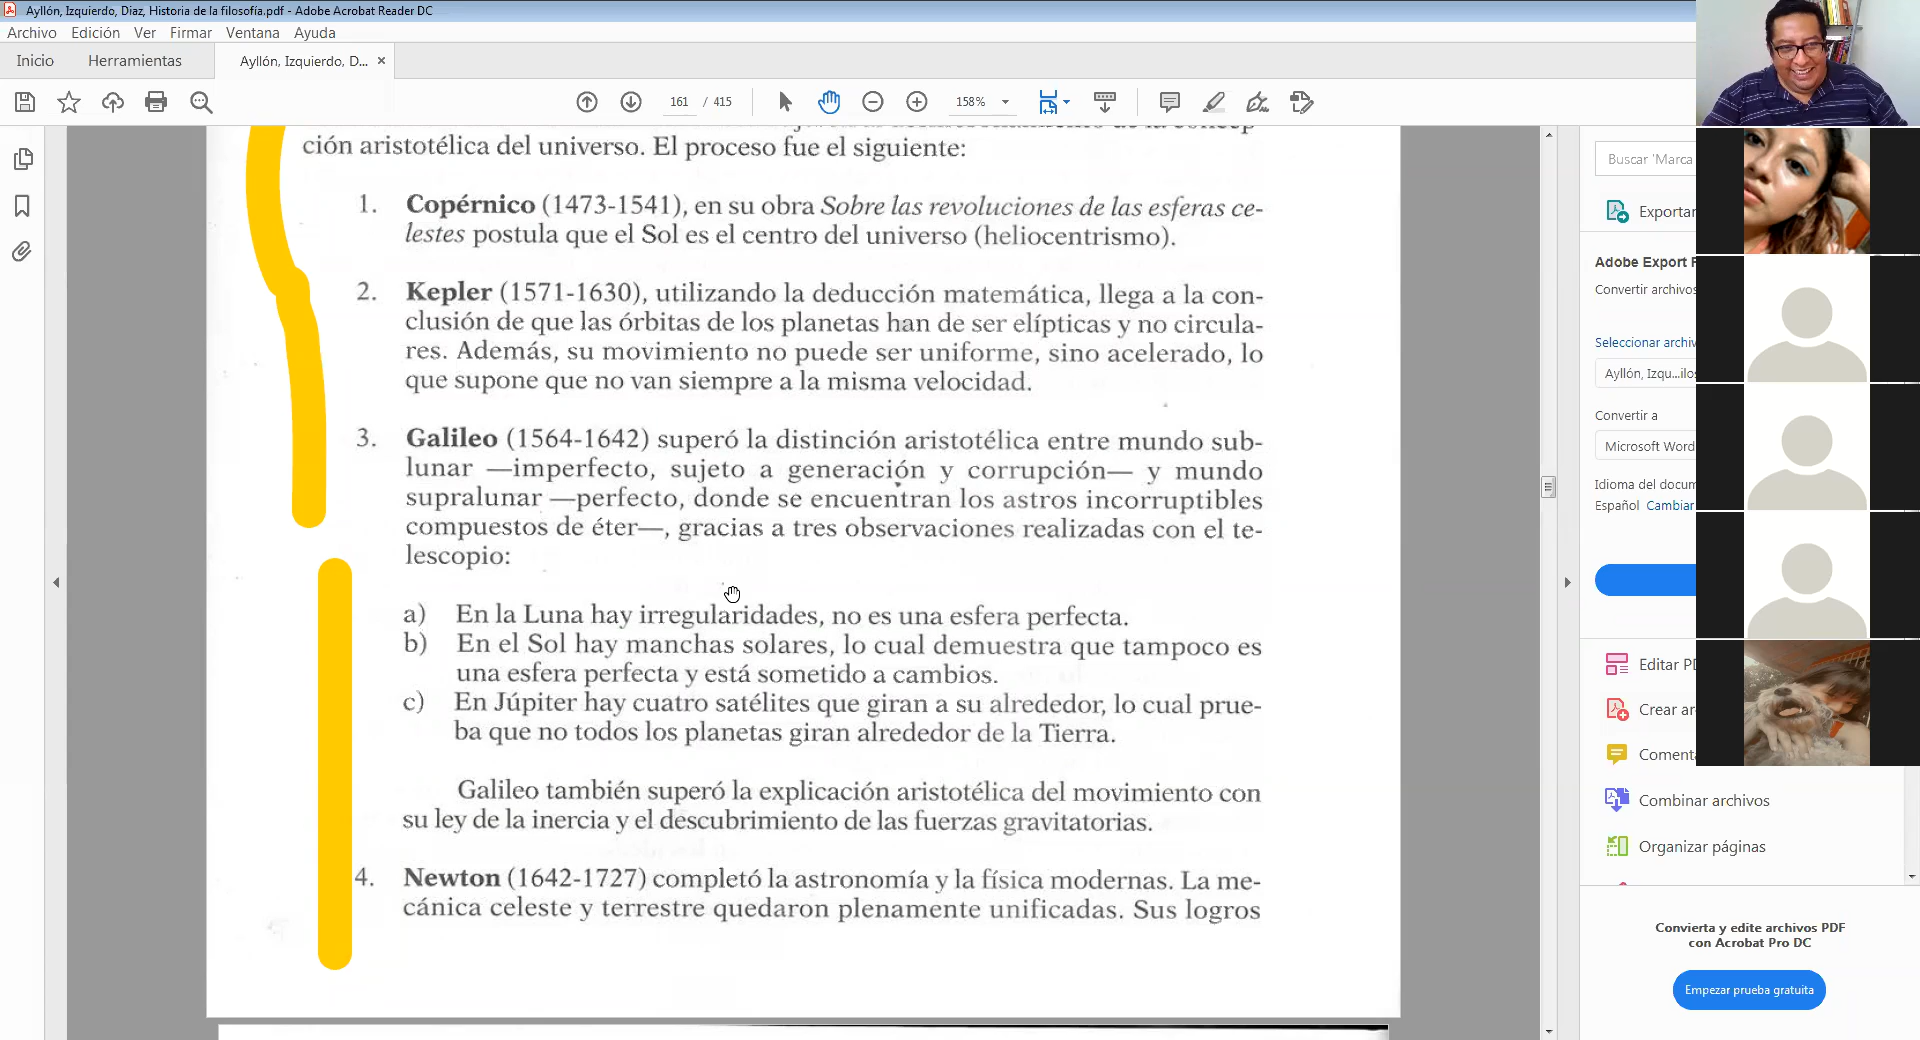 Ayllón, Izquierdo, Diaz, Historia de la filosofía.pdf - Adobe Acrobat Reader DC
Archivo Edición Ver Firmar Ventana Ayuda
Inicio Herramientas Ayllón, Izquierdo, D... ×
161 / 415 158%
ción aristotélica del universo. El proceso fue el siguiente:
1. Copérnico (1473-1541), en su obra Sobre las revoluciones de las esferas ce-
lestes postula que el Sol es el centro del universo (heliocentrismo).
2. Kepler (1571-1630), utilizando la deducción matemática, llega a la con-
clusión de que las órbitas de los planetas han de ser elípticas y no circula-
res. Además, su movimiento no puede ser uniforme, sino acelerado, lo
que supone que no van siempre a la misma velocidad.
3. Galileo (1564-1642) superó la distinción aristotélica entre mundo sub-
lunar —imperfecto, sujeto a generación y corrupción— y mundo
supralunar —perfecto, donde se encuentran los astros incorruptibles
compuestos de éter—, gracias a tres observaciones realizadas con el te-
lescopio:
a) En la Luna hay irregularidades, no es una esfera perfecta.
b) En el Sol hay manchas solares, lo cual demuestra que tampoco es
una esfera perfecta y está sometido a cambios.
c) En Júpiter hay cuatro satélites que giran a su alrededor, lo cual prue-
ba que no todos los planetas giran alrededor de la Tierra.
Galileo también superó la explicación aristotélica del movimiento con
su ley de la inercia y el descubrimiento de las fuerzas gravitatorias.
4. Newton (1642-1727) completó la astronomía y la física modernas. La me-
cánica celeste y terrestre quedaron plenamente unificadas. Sus logros
Buscar 'Marca
Exportar
Adobe Export P
Convertir archivos
Seleccionar archiv
Ayllón, Izqu...ilos
Convertir a
Microsoft Word
Idioma del docum
Español Cambiar
Editar PD
Crear ar
Comenta
Combinar archivos
Organizar páginas
Convierta y edite archivos PDF
con Acrobat Pro DC
Empezar prueba gratuita